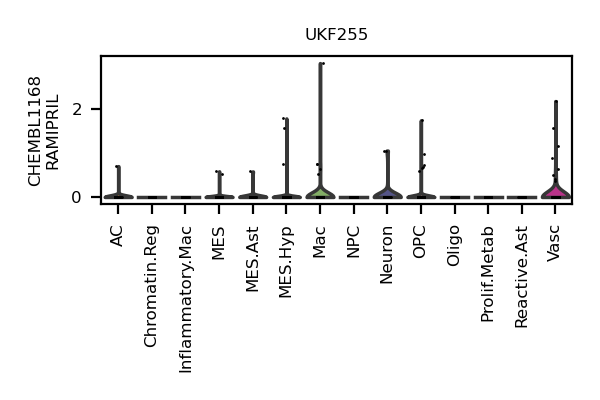 UKF255
CHEMBL1168
RAMIPRIL
2
0
AC
Chromatin.Reg
Inflammatory.Mac
MES
MES.Ast
MES.Hyp
Mac
NPC
Neuron
OPC
Oligo
Prolif.Metab
Reactive.Ast
Vasc